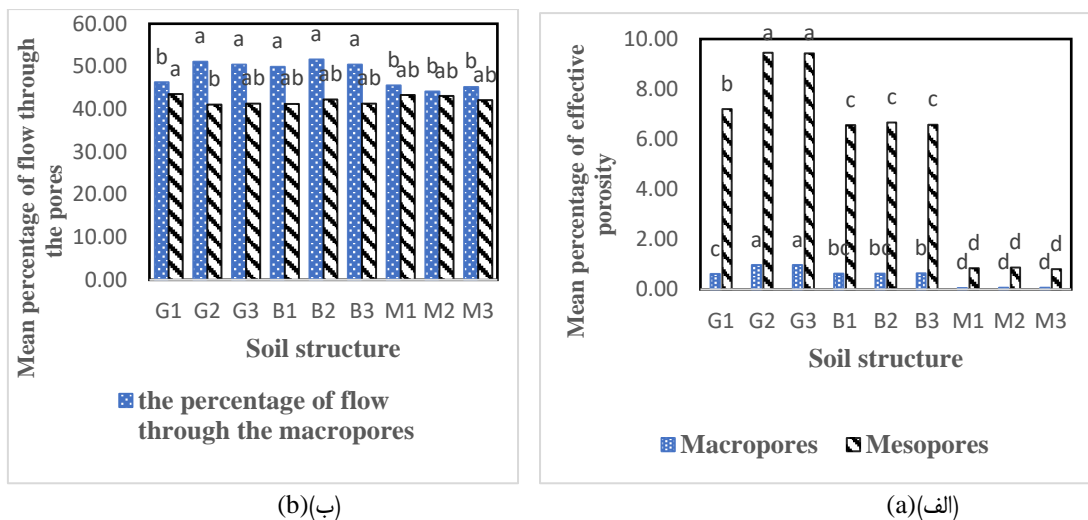 Mean percentage of flow through
the pores
60.00
50.00
40.00
30.00
20.00
10.00
0.00
b a a b a ab a ab a ab a ab b ab b ab b ab
G1 G2 G3 B1 B2 B3 M1 M2 M3
Soil structure
the percentage of flow
through the macropores
(b)(ب)
Mean percentage of effective
porosity
10.00
8.00
6.00
4.00
2.00
0.00
c b a a a a bc c bc c b c d d d d d d
G1 G2 G3 B1 B2 B3 M1 M2 M3
Soil structure
Macropores Mesopores
(a)(الف)